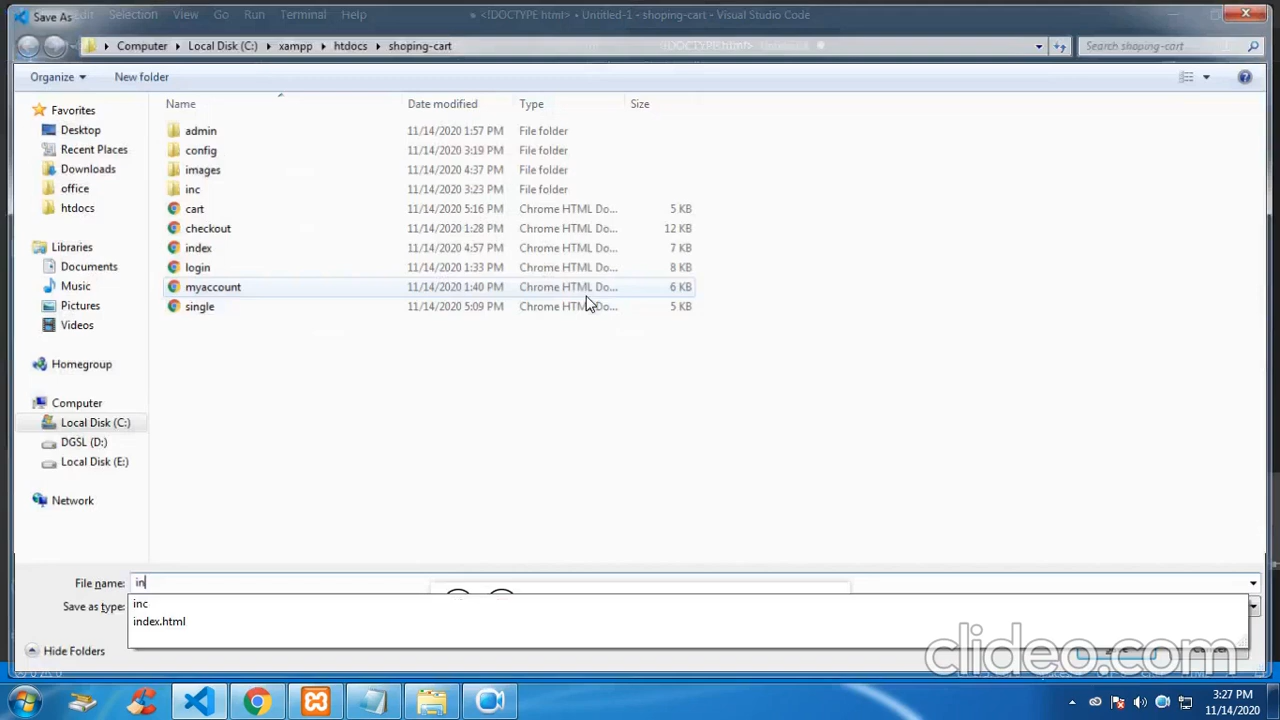 Save As Edit Selection View Go Run Terminal Help <!DOCTYPE html> • Untitled-1 - shoping-cart - Visual Studio Code
Computer Local Disk (C:) xampp htdocs shoping-cart Search shoping-cart
Organize New folder
Name Date modified Type Size
Favorites
Desktop
Recent Places
Downloads
office
htdocs
Libraries
Documents
Music
Pictures
Videos
Homegroup
Computer
Local Disk (C:)
DGSL (D:)
Local Disk (E:)
Network
admin 11/14/2020 1:57 PM File folder
config 11/14/2020 3:19 PM File folder
images 11/14/2020 4:37 PM File folder
inc 11/14/2020 3:23 PM File folder
cart 11/14/2020 5:16 PM Chrome HTML Do... 5 KB
checkout 11/14/2020 1:28 PM Chrome HTML Do... 12 KB
index 11/14/2020 4:57 PM Chrome HTML Do... 7 KB
login 11/14/2020 1:33 PM Chrome HTML Do... 8 KB
myaccount 11/14/2020 1:40 PM Chrome HTML Do... 6 KB
single 11/14/2020 5:09 PM Chrome HTML Do... 5 KB
File name: in
Save as type:
inc
index.html
Hide Folders
clideo.com
3:27 PM
11/14/2020